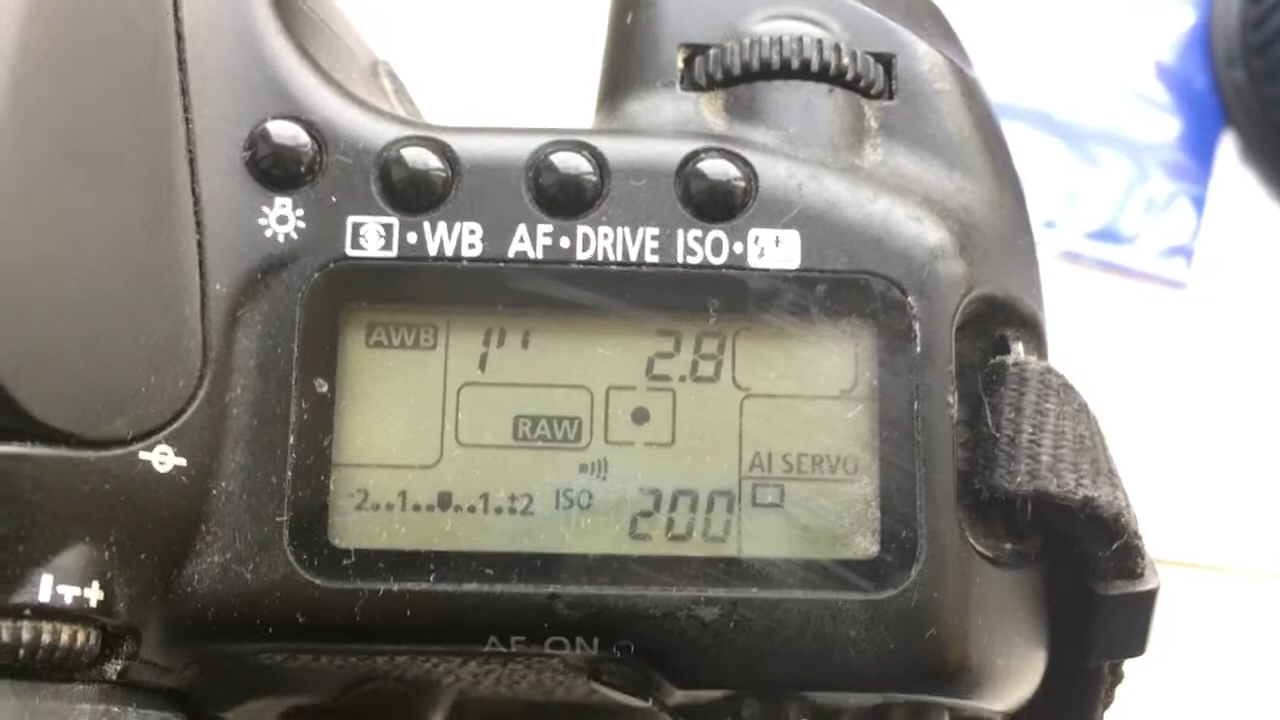 WB AF•DRIVE ISO•
AWB 1" 2.8
RAW
AI SERVO
-2..1...▮...1..+2 ISO 200
AF-ON